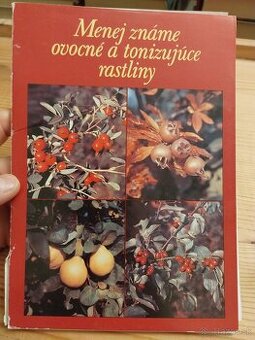 Menej známe
ovocné a tonizujúce
rastliny